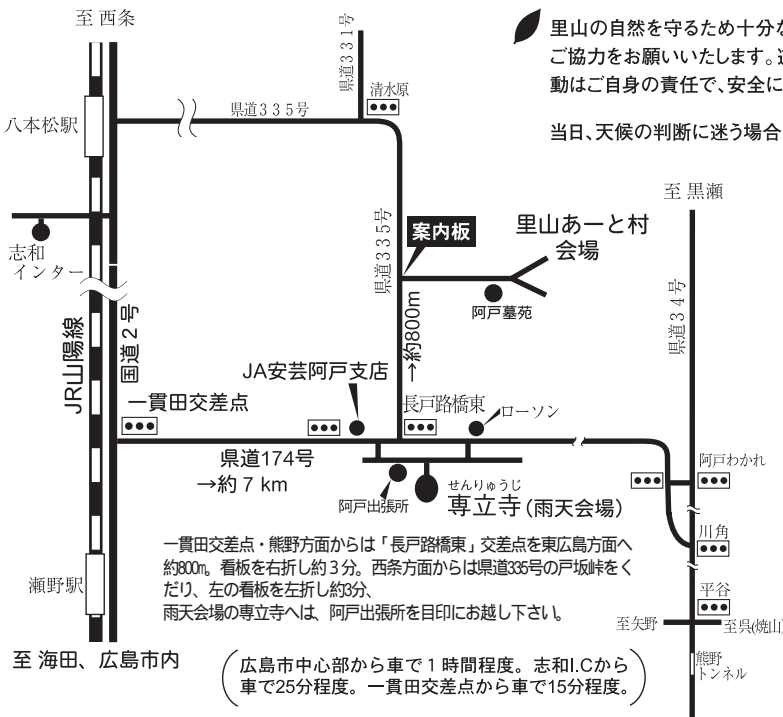 至 西条
里山の自然を守るため十分な
ご協力をお願いいたします。
動はご自身の責任で、安全に
当日、天候の判断に迷う場合
県道331号
清水原
県道335号
八本松駅
至 黒瀬
案内板
里山あーと村
会場
県道335号
志和
インター
阿戸墓苑
県道34号
→約800m
JR山陽線
国道2号
JA安芸阿戸支店
長戸路橋東
一貫田交差点
ローソン
県道174号
→約7km
阿戸わかれ
せんりゅうじ
専立寺(雨天会場)
阿戸出張所
川角
一貫田交差点・熊野方面からは「長戸路橋東」交差点を東広島方面へ
約800m。看板を右折し約3分。西条方面からは県道335号の戸坂峠をく
だり、左の看板を左折し約3分、
雨天会場の専立寺へは、阿戸出張所を目印にお越し下さい。
瀬野駅
平谷
至矢野
至呉(焼山)
熊野
トンネル
至 海田、広島市内
(広島市中心部から車で1時間程度。志和I.Cから
車で25分程度。一貫田交差点から車で15分程度。)